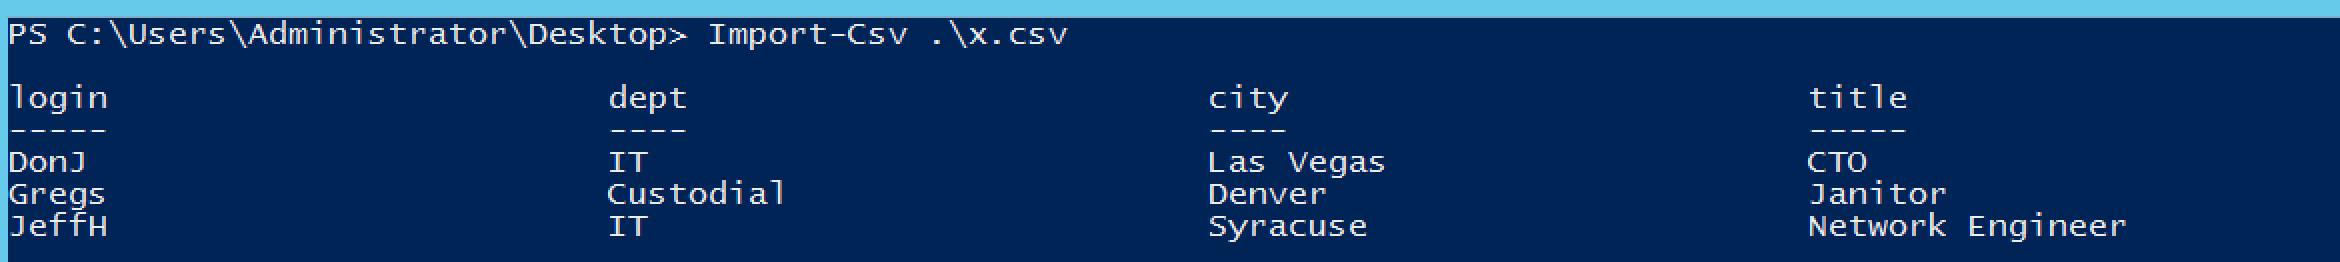 PS C:\Users\Administrator\Desktop> Import-Csv .\x.csv
login dept city title
----- ---- ---- -----
DonJ IT Las Vegas CTO
Gregs Custodial Denver Janitor
JeffH IT Syracuse Network Engineer